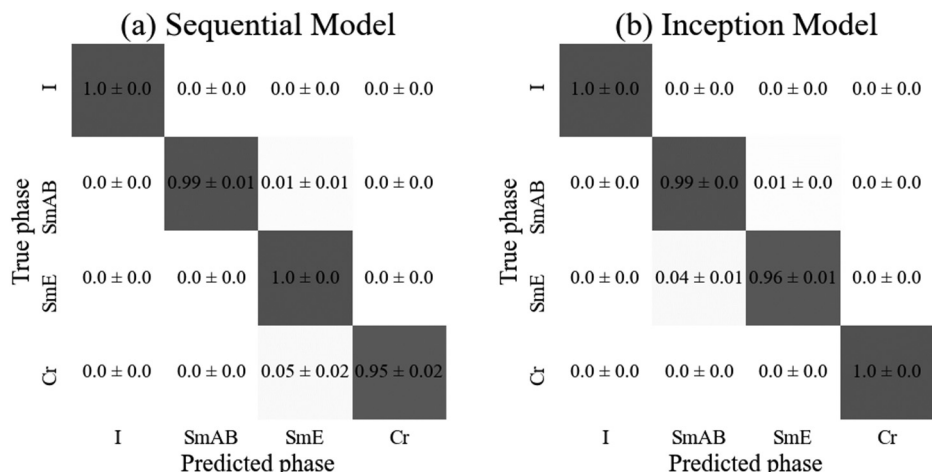 (a) Sequential Model
I 1.0 ± 0.0 0.0 ± 0.0 0.0 ± 0.0 0.0 ± 0.0
SmAB 0.0 ± 0.0 0.99 ± 0.01 0.01 ± 0.01 0.0 ± 0.0
SmE 0.0 ± 0.0 0.0 ± 0.0 1.0 ± 0.0 0.0 ± 0.0
Cr 0.0 ± 0.0 0.0 ± 0.0 0.05 ± 0.02 0.95 ± 0.02
True phase
I SmAB SmE Cr
Predicted phase
(b) Inception Model
I 1.0 ± 0.0 0.0 ± 0.0 0.0 ± 0.0 0.0 ± 0.0
SmAB 0.0 ± 0.0 0.99 ± 0.0 0.01 ± 0.0 0.0 ± 0.0
SmE 0.0 ± 0.0 0.04 ± 0.01 0.96 ± 0.01 0.0 ± 0.0
Cr 0.0 ± 0.0 0.0 ± 0.0 0.0 ± 0.0 1.0 ± 0.0
True phase
I SmAB SmE Cr
Predicted phase